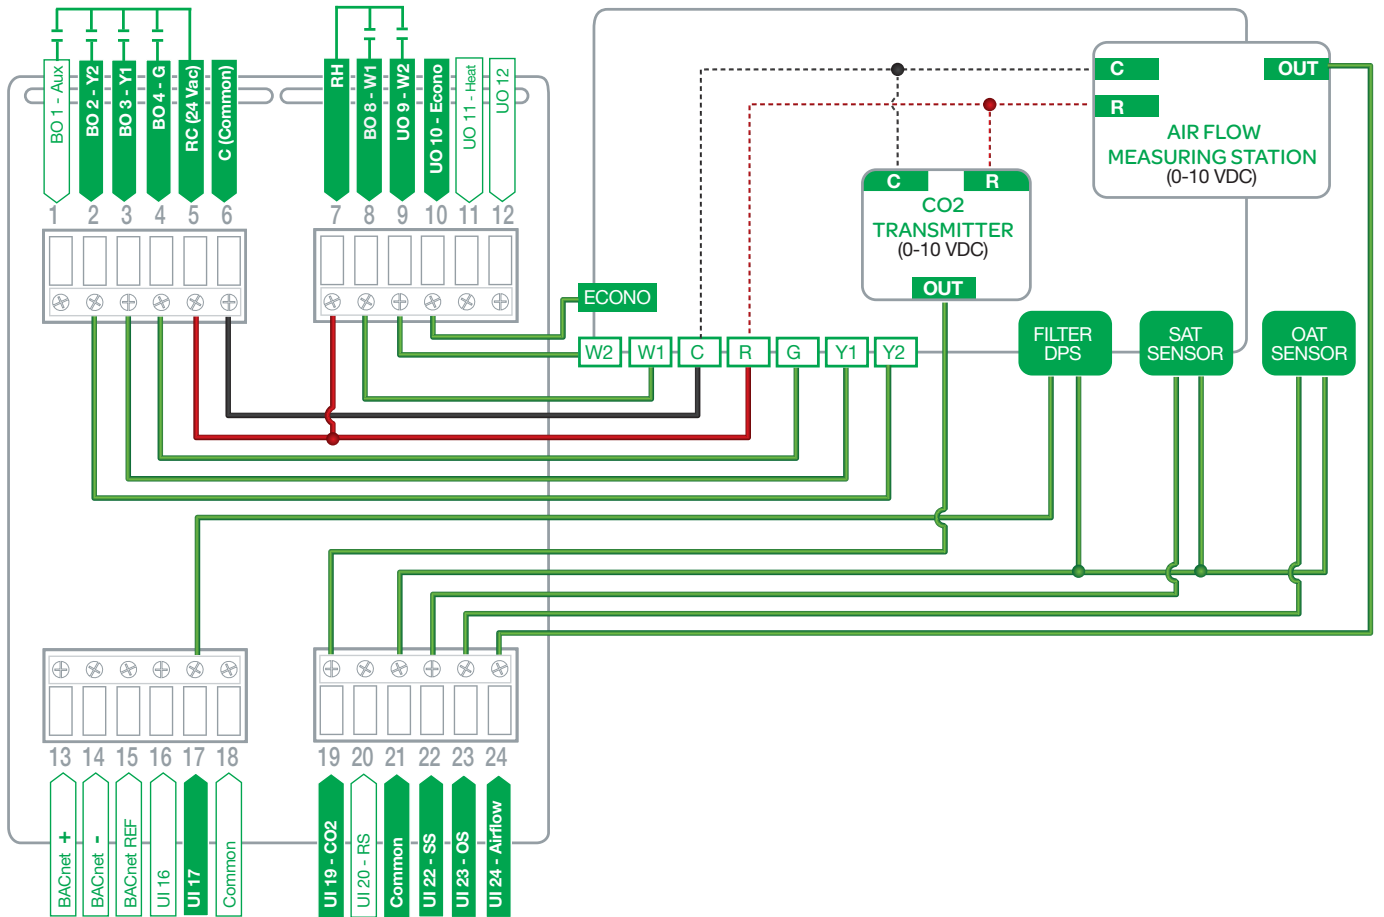 BO 1 - Aux
BO 2 - Y2
BO 3 - Y1
BO 4 - G
RC (24 Vac)
C (Common)
RH
BO 8 - W1
UO 9 - W2
UO 10 - Econo
UO 11 - Heat
UO 12
1 2 3 4 5 6
7 8 9 10 11 12
C
OUT
R
AIR FLOW
MEASURING STATION
(0-10 VDC)
C R
CO2
TRANSMITTER
(0-10 VDC)
OUT
ECONO
W2 W1 C R G Y1 Y2
FILTER
DPS
SAT
SENSOR
OAT
SENSOR
13 14 15 16 17 18
19 20 21 22 23 24
BACnet +
BACnet -
BACnet REF
UI 16
UI 17
Common
UI 19 - CO2
UI 20 - RS
Common
UI 22 - SS
UI 23 - OS
UI 24 - Airflow